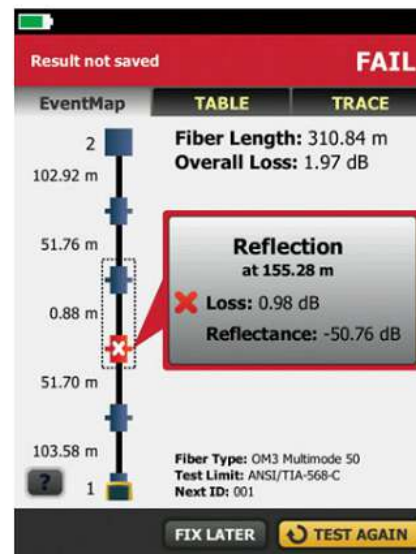 Result not saved
FAIL
EventMap
TABLE
TRACE
2
Fiber Length: 310.84 m
Overall Loss: 1.97 dB
102.92 m
51.76 m
Reflection
at 155.28 m
Loss: 0.98 dB
0.88 m
Reflectance: -50.76 dB
51.70 m
103.58 m
Fiber Type: OM3 Multimode 50
Test Limit: ANSI/TIA-568-C
Next ID: 001
?
1
FIX LATER
TEST AGAIN